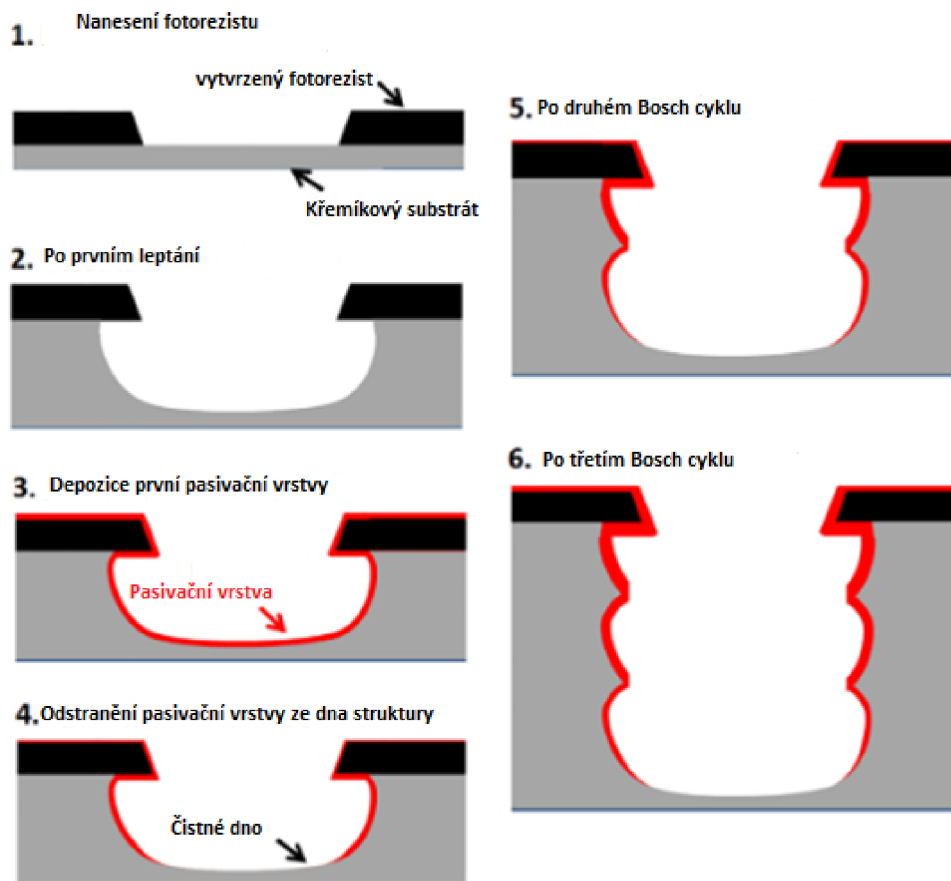 1. Nanesení fotorezistu
vytvrzený fotorezist
Křemíkový substrát
2. Po prvním leptání
3. Depozice první pasivační vrstvy
Pasivační vrstva
4. Odstranění pasivační vrstvy ze dna struktury
Čistné dno
5. Po druhém Bosch cyklu
6. Po třetím Bosch cyklu